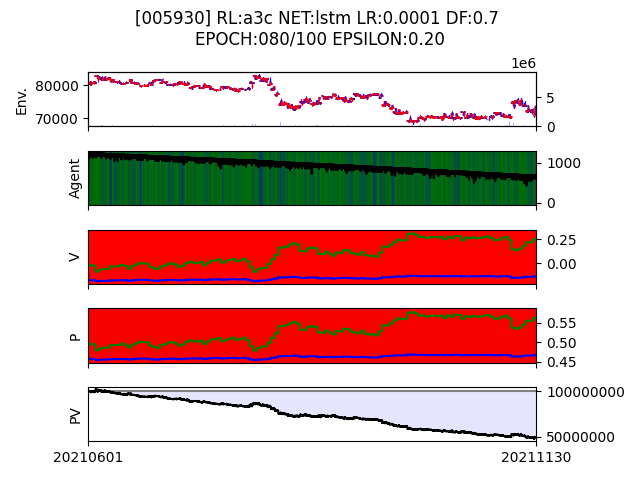 [005930] RL:a3c NET:lstm LR:0.0001 DF:0.7
EPOCH:080/100 EPSILON:0.20
1e6
Env.
80000
70000
5
0
Agent
1000
0
V
0.25
0.00
P
0.55
0.50
0.45
PV
100000000
50000000
20210601
20211130